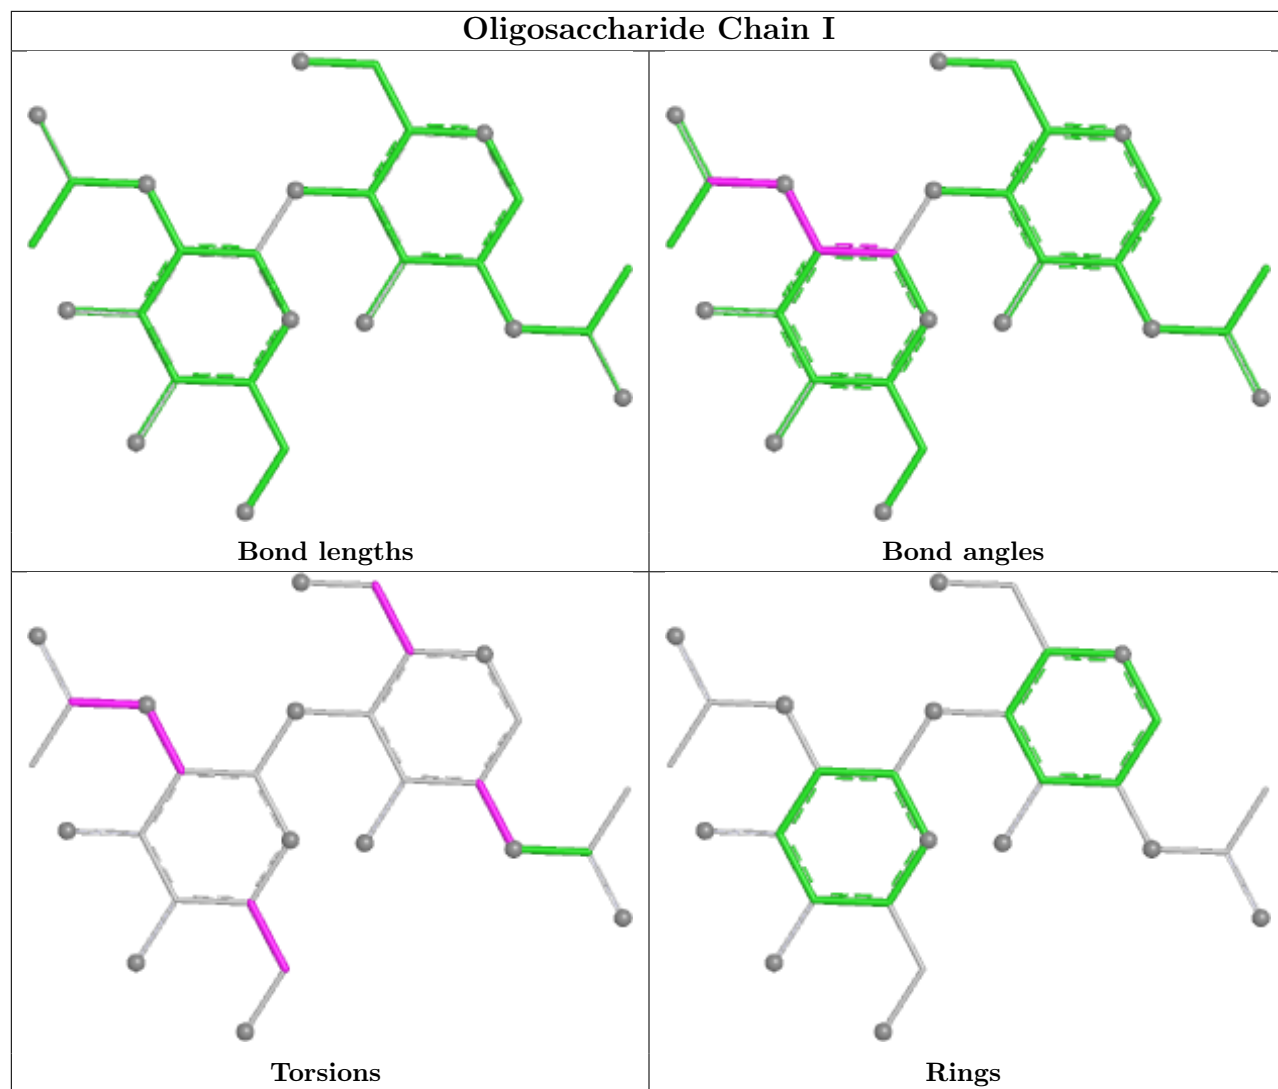 Oligosaccharide Chain I
Bond lengths
Bond angles
Torsions
Rings